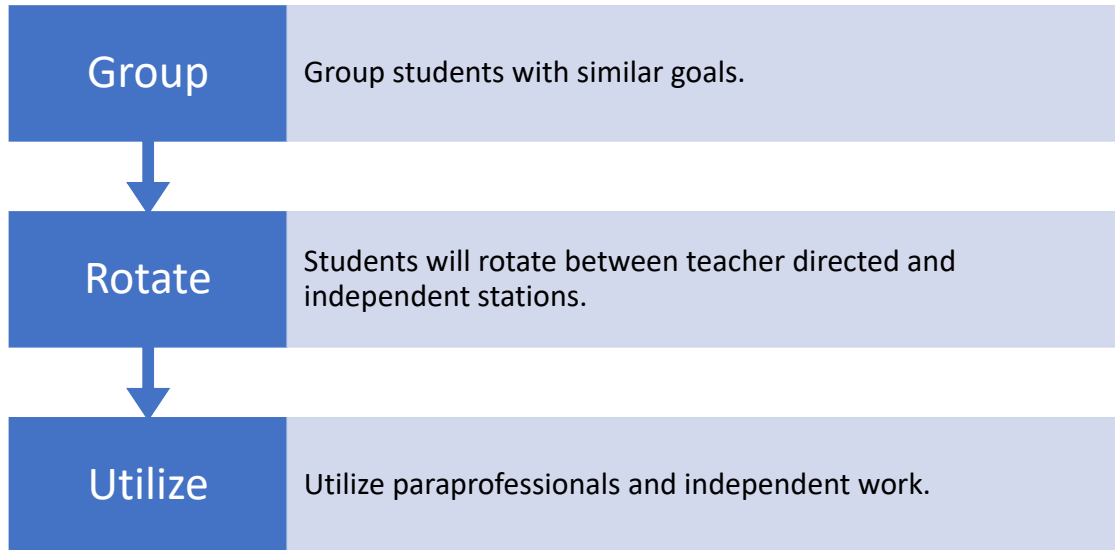 Group
Group students with similar goals.
Rotate
Students will rotate between teacher directed and
independent stations.
Utilize
Utilize paraprofessionals and independent work.